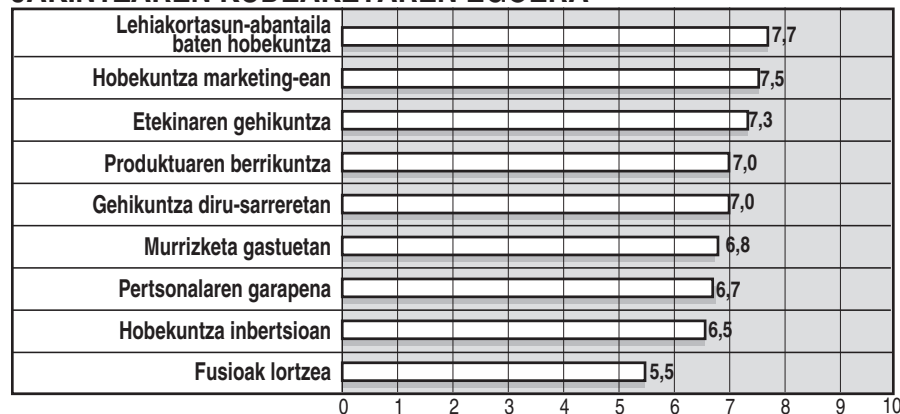 Lehiakortasun-abantaila
baten hobekuntza
7,7
Hobekuntza marketing-ean
7,5
Etekinaren gehikuntza
7,3
Produktuaren berrikuntza
7,0
Gehikuntza diru-sarreretan
7,0
Murrizketa gastuetan
6,8
Pertsonalaren garapena
6,7
Hobekuntza inbertsioan
6,5
Fusioak lortzea
5,5
0 1 2 3 4 5 6 7 8 9 10